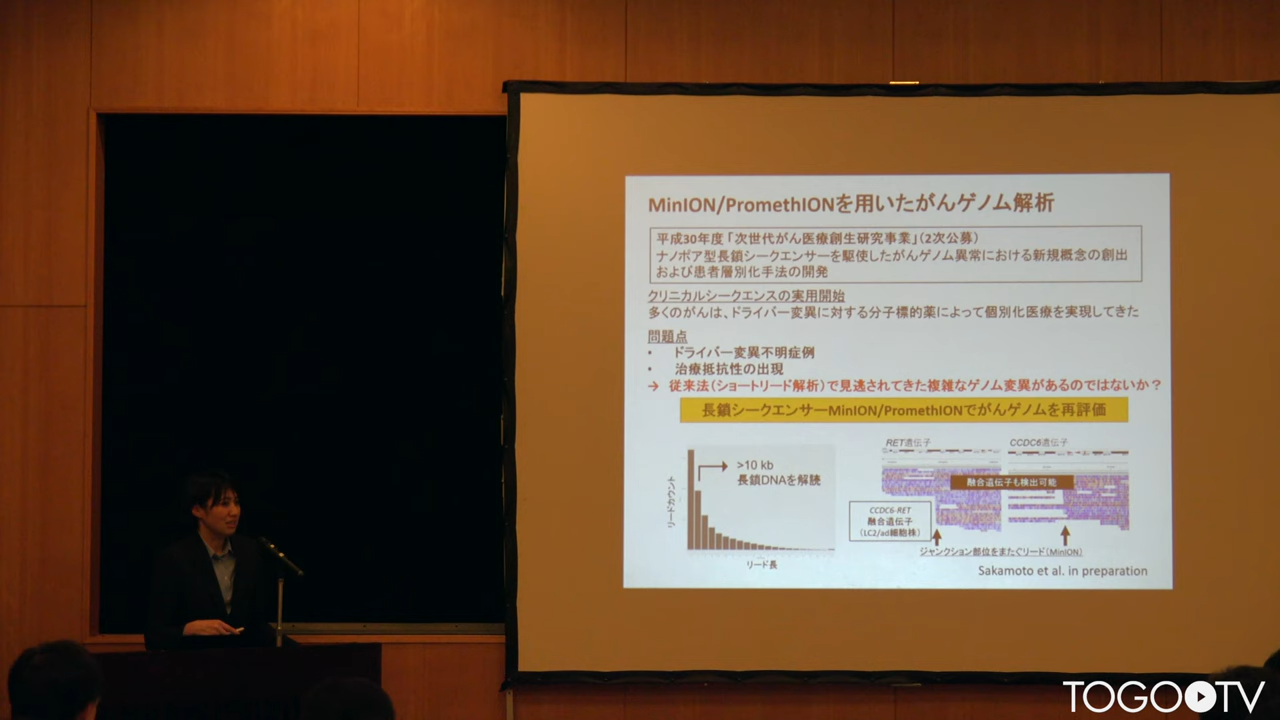 MinION/PromethIONを用いたがんゲノム解析
平成30年度「次世代がん医療創生研究事業」(2次公募)
ナノポア型長鎖シークエンサーを駆使したがんゲノム異常における新規概念の創出
および患者層別化手法の開発
クリニカルシークエンスの実用開始
多くのがんは、ドライバー変異に対する分子標的薬によって個別化医療を実現してきた
問題点
• ドライバー変異不明症例
• 治療抵抗性の出現
→ 従来法(ショートリード解析)で見逃されてきた複雑なゲノム変異があるのではないか？
長鎖シークエンサーMinION/PromethIONでがんゲノムを再評価
リードカウント
>10 kb
長鎖DNAを解読
リード長
RET遺伝子
CCDC6遺伝子
融合遺伝子も検出可能
CCDC6-RET
融合遺伝子
(LC2/ad細胞株)
ジャンクション部位をまたぐリード(MinION)
Sakamoto et al. in preparation
TOGOTV